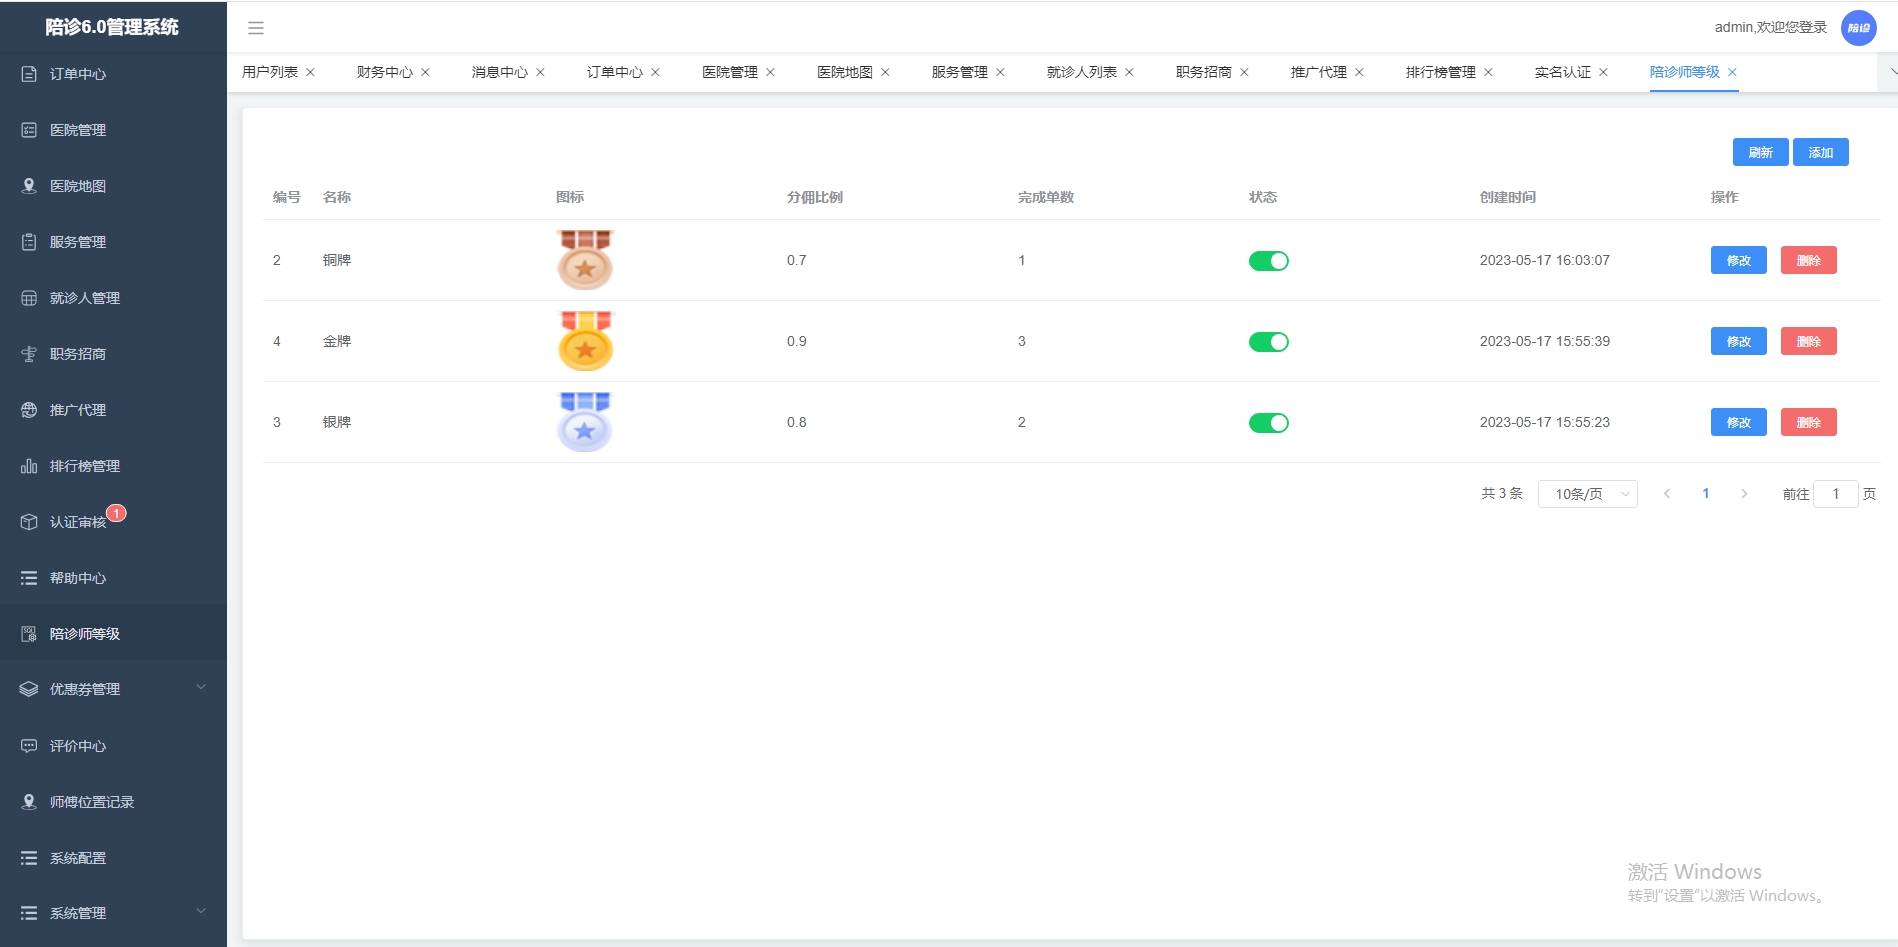 陪诊6.0管理系统
admin,欢迎您登录
陪诊
用户列表
财务中心
消息中心
订单中心
医院管理
医院地图
服务管理
就诊人列表
职务招商
推广代理
排行榜管理
实名认证
陪诊师等级
订单中心
医院管理
医院地图
服务管理
就诊人管理
职务招商
推广代理
排行榜管理
认证审核 1
帮助中心
陪诊师等级
优惠券管理
评价中心
师傅位置记录
系统配置
系统管理
刷新 添加
编号 名称 图标 分佣比例 完成单数 状态 创建时间 操作
2 铜牌 0.7 1 2023-05-17 16:03:07 修改 删除
4 金牌 0.9 3 2023-05-17 15:55:39 修改 删除
3 银牌 0.8 2 2023-05-17 15:55:23 修改 删除
共 3 条 10条/页 1 前往 1 页
激活 Windows
转到“设置”以激活 Windows。